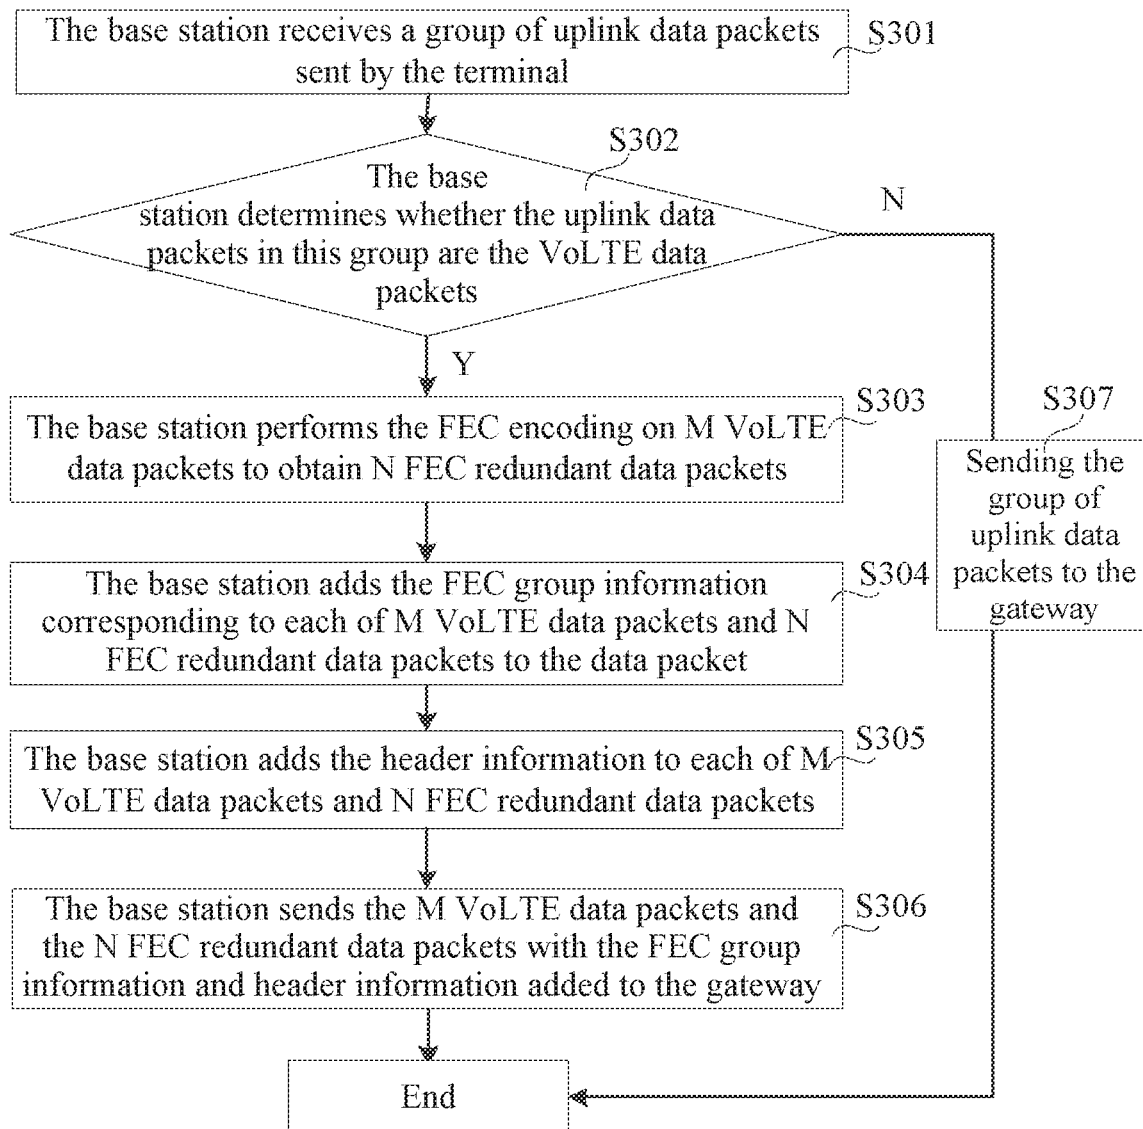 The base station receives a group of uplink data packets
sent by the terminal
S301
S302
The base
station determines whether the uplink data
packets in this group are the VoLTE data
packets
N
Y
The base station performs the FEC encoding on M VoLTE
data packets to obtain N FEC redundant data packets
S303
S307
Sending the
group of
uplink data
packets to the
gateway
The base station adds the FEC group information
corresponding to each of M VoLTE data packets and N
FEC redundant data packets to the data packet
S304
The base station adds the header information to each of M
VoLTE data packets and N FEC redundant data packets
S305
The base station sends the M VoLTE data packets and
the N FEC redundant data packets with the FEC group
information and header information added to the gateway
S306
End